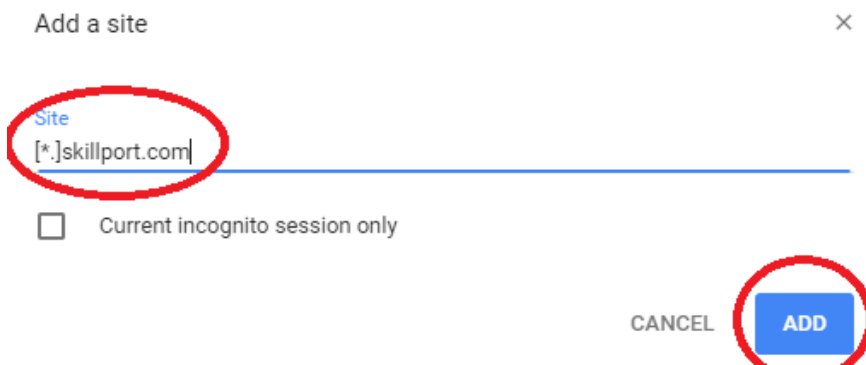 Add a site
Site
[*.]skillport.com
Current incognito session only
CANCEL
ADD